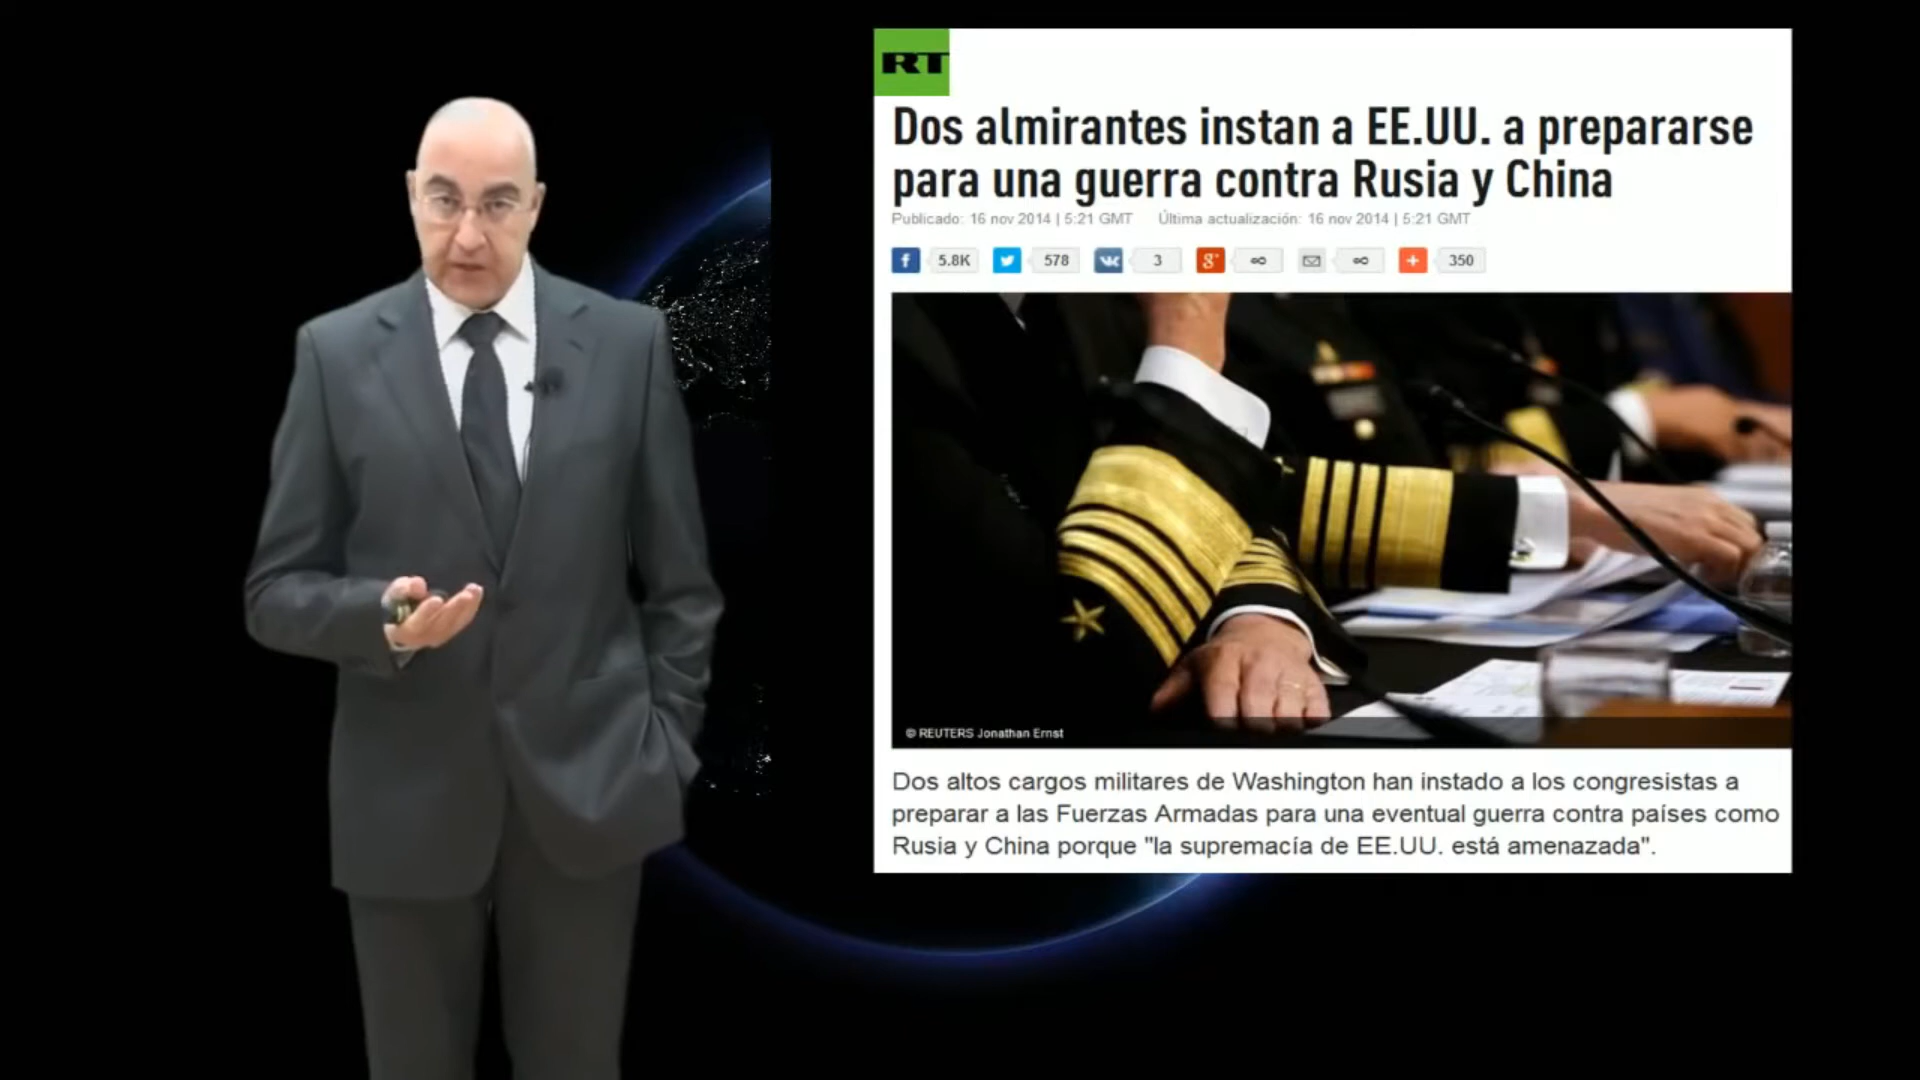 RT
Dos almirantes instan a EE.UU. a prepararse
para una guerra contra Rusia y China
Publicado: 16 nov 2014 | 5:21 GMT Última actualización: 16 nov 2014 | 5:21 GMT
f 5.8K 578 3 g+ ∞ ∞ + 350
© REUTERS Jonathan Ernst
Dos altos cargos militares de Washington han instado a los congresistas a
preparar a las Fuerzas Armadas para una eventual guerra contra países como
Rusia y China porque "la supremacía de EE.UU. está amenazada".